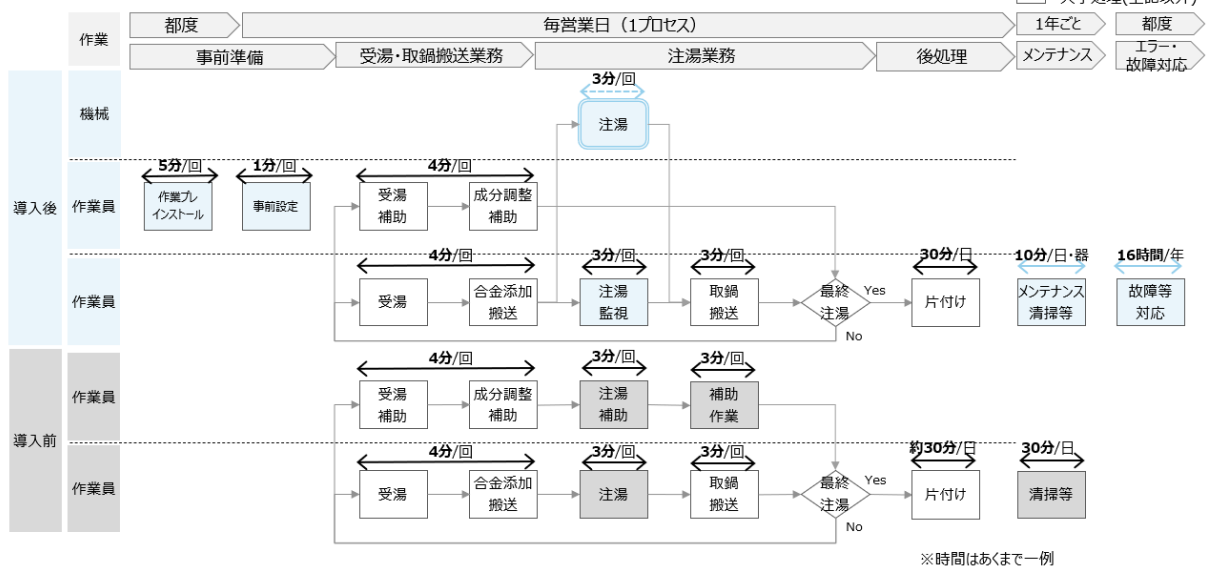 人手処理(上記以外)
作業
都度
毎営業日（1プロセス）
1年ごと
都度
事前準備
受湯・取鍋搬送業務
注湯業務
後処理
メンテナンス
エラー・
故障対応
導入後
機械
3分/回
注湯
作業員
5分/回
作業プレ
インストール
1分/回
事前設定
4分/回
受湯
補助
成分調整
補助
作業員
4分/回
受湯
合金添加
搬送
3分/回
注湯
監視
3分/回
取鍋
搬送
最終
注湯
Yes
No
30分/日
片付け
10分/日・器
メンテナンス
清掃等
16時間/年
故障等
対応
導入前
作業員
4分/回
受湯
補助
成分調整
補助
3分/回
注湯
補助
3分/回
補助
作業
作業員
4分/回
受湯
合金添加
搬送
3分/回
注湯
3分/回
取鍋
搬送
最終
注湯
Yes
No
約30分/日
片付け
30分/日
清掃等
※時間はあくまで一例